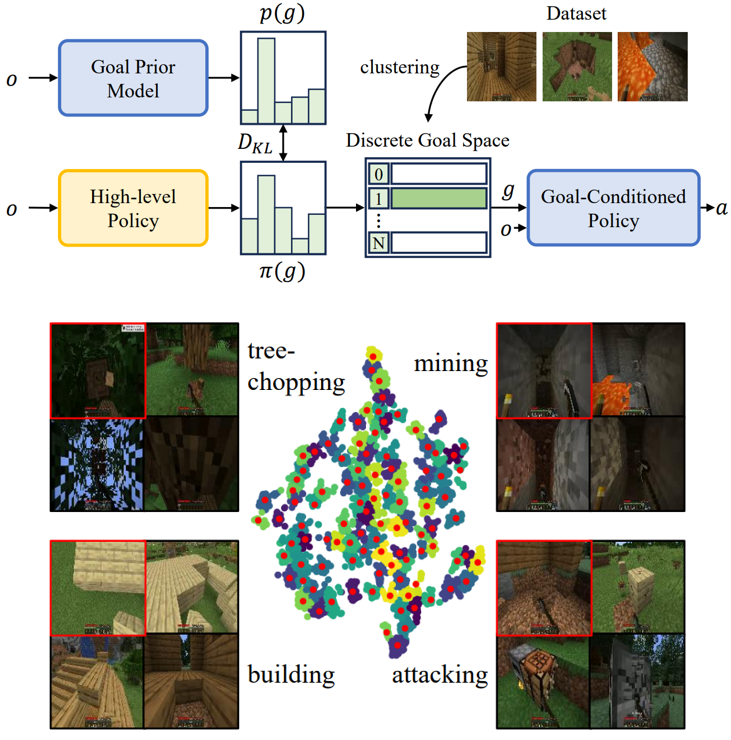 p(g)
Dataset
o
Goal Prior
Model
clustering
D_{KL}
Discrete Goal Space
o
High-level
Policy
0
1
⋮
N
g
o
Goal-Conditioned
Policy
a
π(g)
tree-
chopping
mining
building
attacking